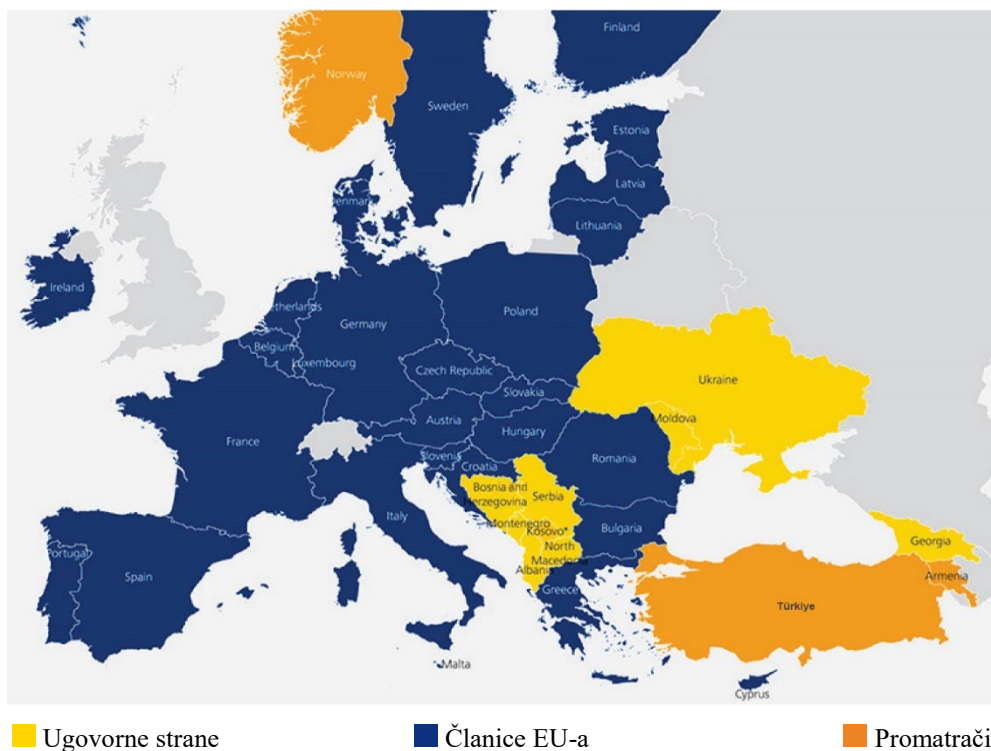 Finland
Norway
Sweden
Estonia
Latvia
Denmark
Lithuania
Ireland
Netherlands
Poland
Germany
Belgium
Luxembourg
Czech Republic
Ukraine
Slovakia
Austria
Moldova
Hungary
France
Slovenia
Romania
Croatia
Bosnia and
Herzegovina
Serbia
Italy
Montenegro
Kosovo*
Bulgaria
Georgia
North
Macedonia
Portugal
Albania
Armenia
Spain
Greece
Türkiye
Malta
Cyprus
Ugovorne strane
Članice EU-a
Promatrači